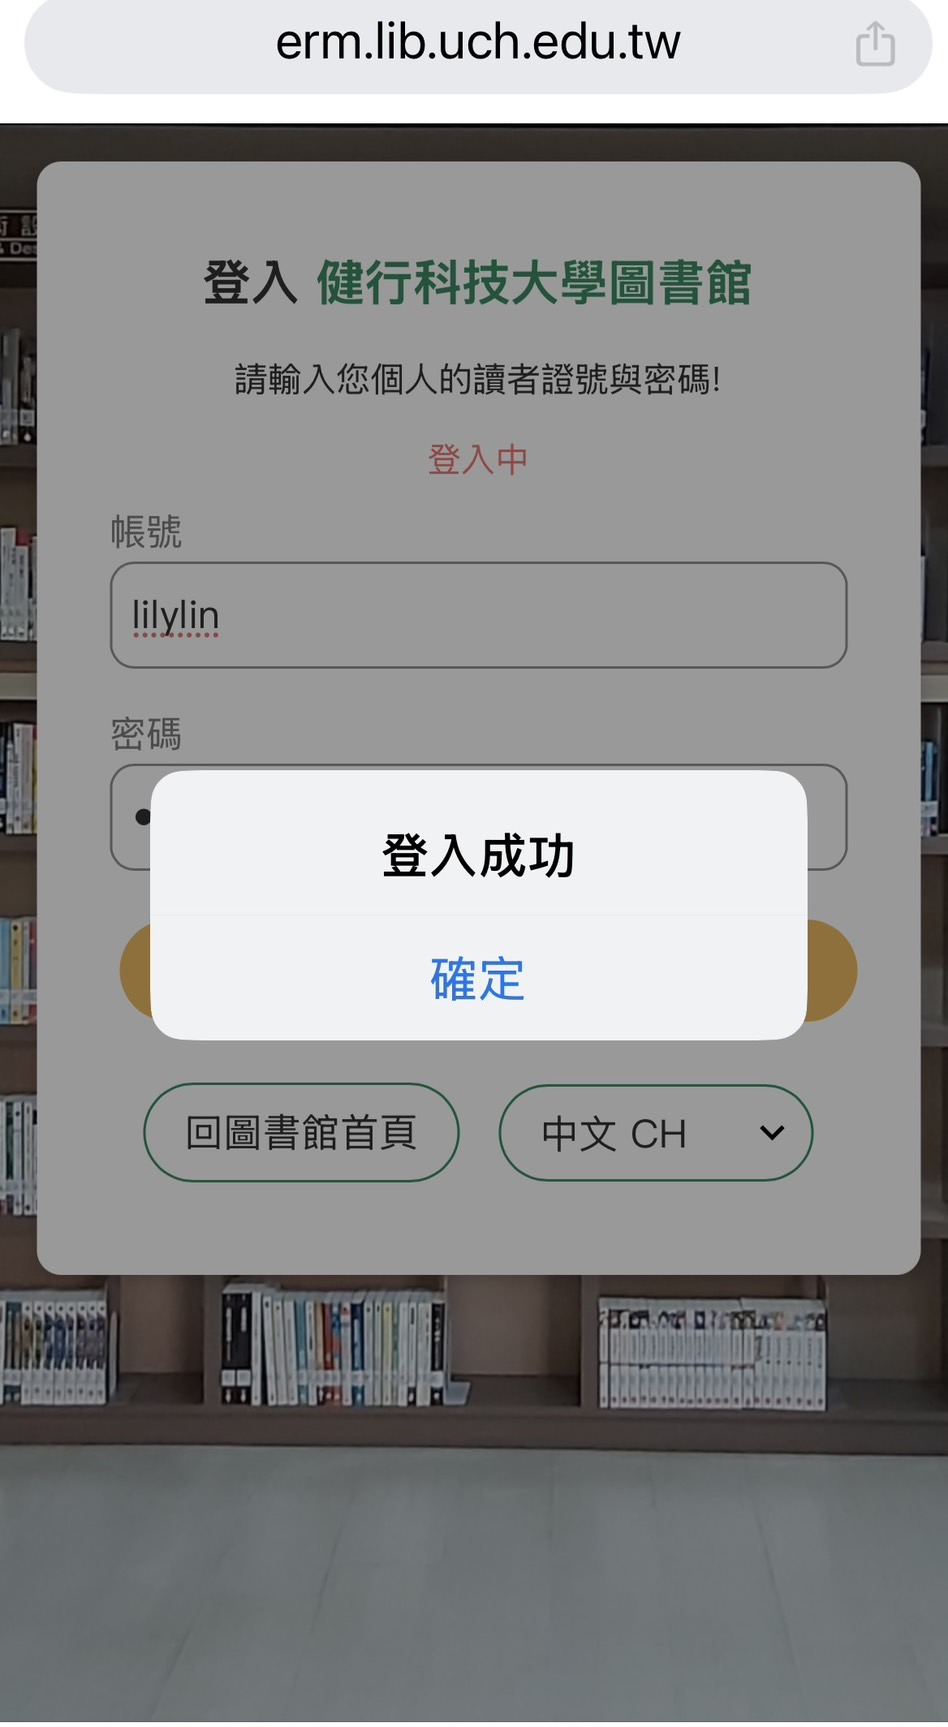 erm.lib.uch.edu.tw
登入 健行科技大學圖書館
請輸入您個人的讀者證號與密碼!
登入中
帳號
lilylin
密碼
登入成功
確定
回圖書館首頁
中文 CH